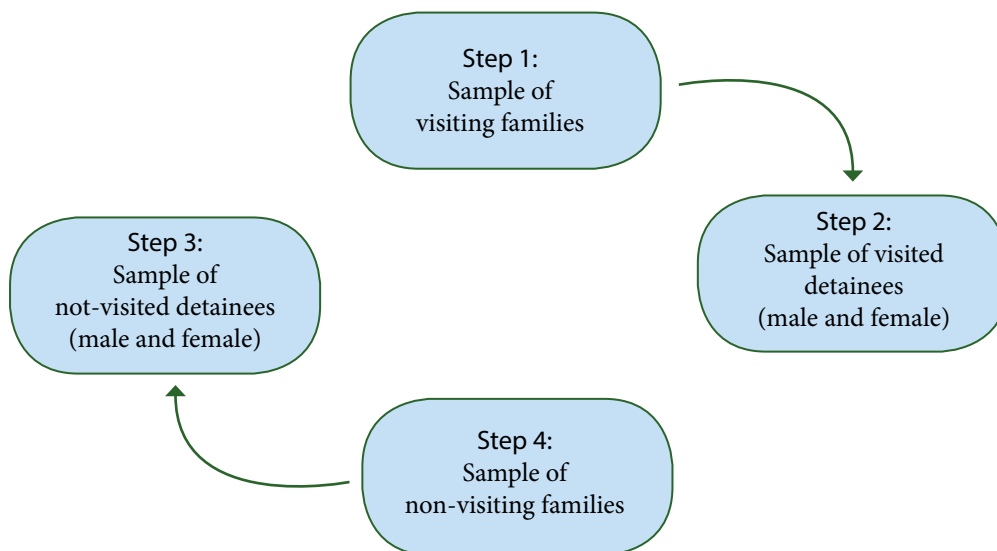 Step 1:
Sample of
visiting families
Step 2:
Sample of visited
detainees
(male and female)
Step 3:
Sample of
not-visited detainees
(male and female)
Step 4:
Sample of
non-visiting families